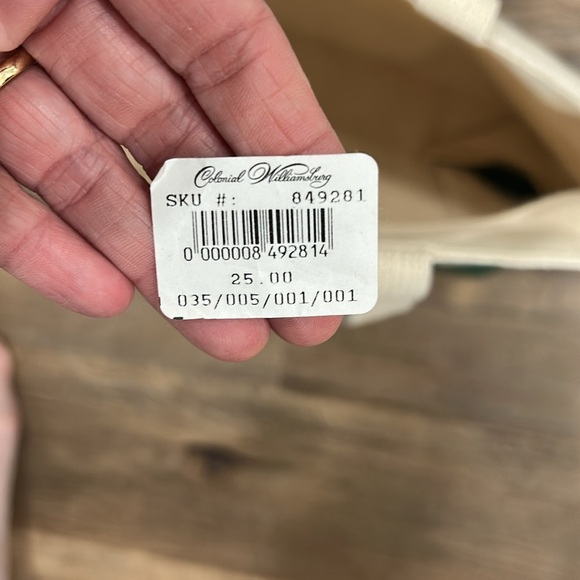 Colonial Williamsburg
SKU #: 849281
0 000008 492814
25.00
035/005/001/001